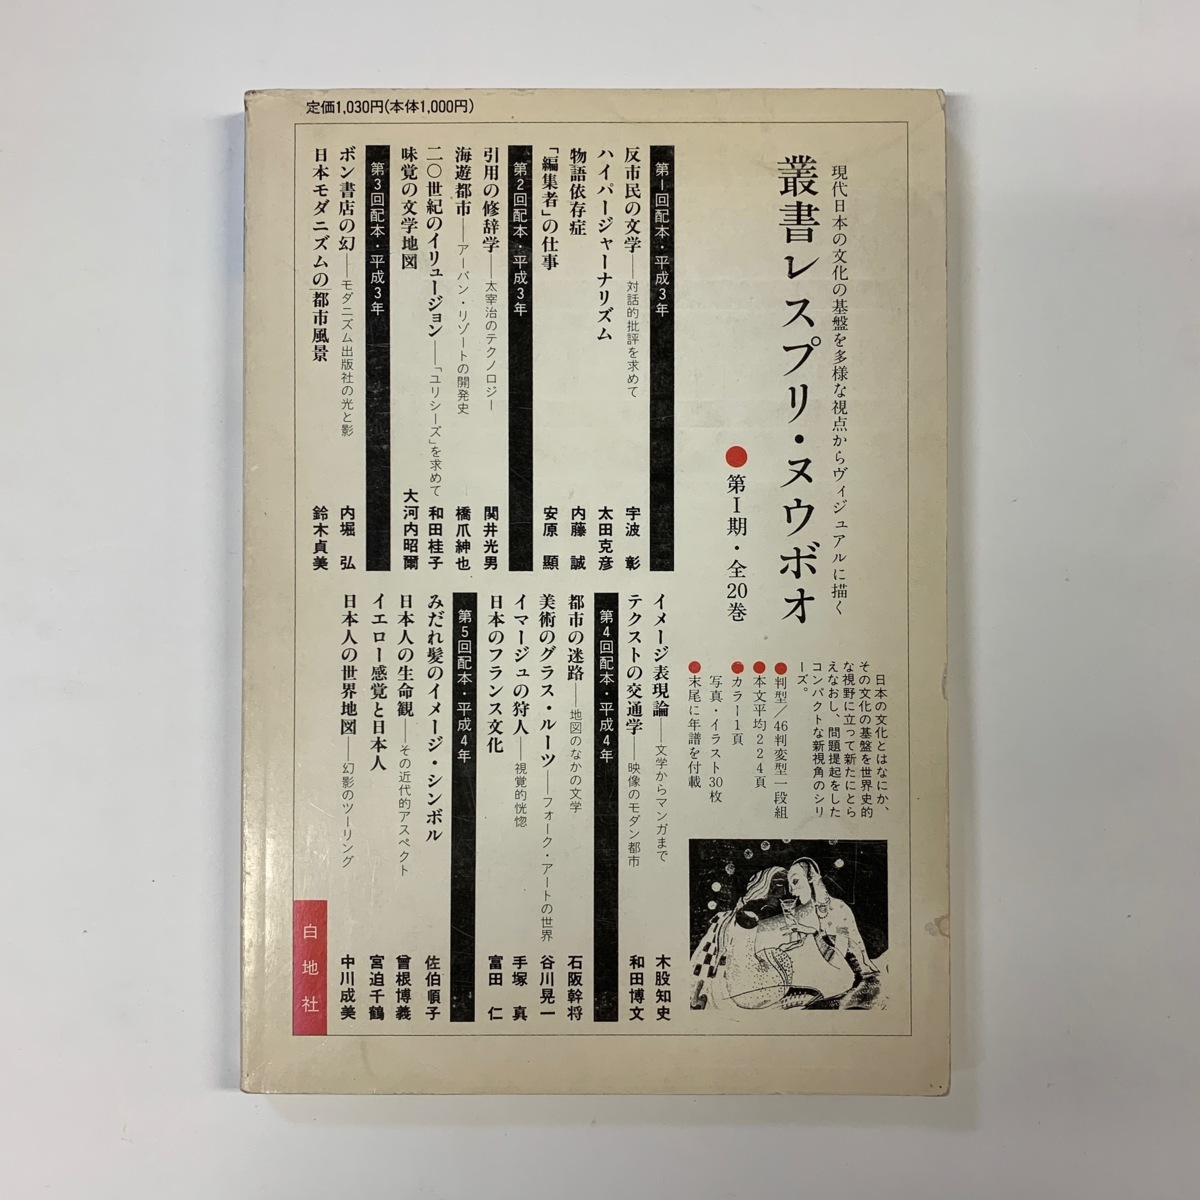 定価1,030円(本体1,000円)
現代日本の文化の基盤を多様な視点からヴィジュアルに描く
叢書レスプリ・ヌウボオ
●第Ⅰ期・全20巻
日本の文化とはなにか、
その文化の基盤を世界史的
な視野に立って新たにとら
えなおし、問題提起をした
コンパクトな新視角のシリ
ーズ。
●判型／46判変型一段組
●本文平均224頁
●カラー1頁
写真・イラスト30枚
●末尾に年譜を付載
第1回配本・平成3年
反市民の文学──対話的批評を求めて 宇波 彰
ハイパージャーナリズム 太田克彦
物語依存症 内藤 誠
「編集者」の仕事 安原 顯
第2回配本・平成3年
引用の修辞学──太宰治のテクノロジー 関井光男
海遊都市──アーバン・リゾートの開発史 橋爪紳也
二〇世紀のイリュージョン──「ユリシーズ」を求めて 和田桂子
味覚の文学地図 大河内昭爾
第3回配本・平成3年
ボン書店の幻──モダニズム出版社の光と影 内堀 弘
日本モダニズムの「都市風景 鈴木貞美
イメージ表現論──文学からマンガまで 木股知史
テクストの交通学──映像のモダン都市 和田博文
第4回配本・平成4年
都市の迷路──地図のなかの文学 石阪幹将
美術のグラス・ルーツ──フォーク・アートの世界 谷川晃一
イマージュの狩人──視覚的恍惚 手塚 真
日本のフランス文化 富田 仁
第5回配本・平成4年
みだれ髪のイメージ・シンボル 佐伯順子
日本人の生命観──その近代的アスペクト 曾根博義
イエロー感覚と日本人 宮迫千鶴
日本人の世界地図──幻影のツーリング 中川成美
白地社